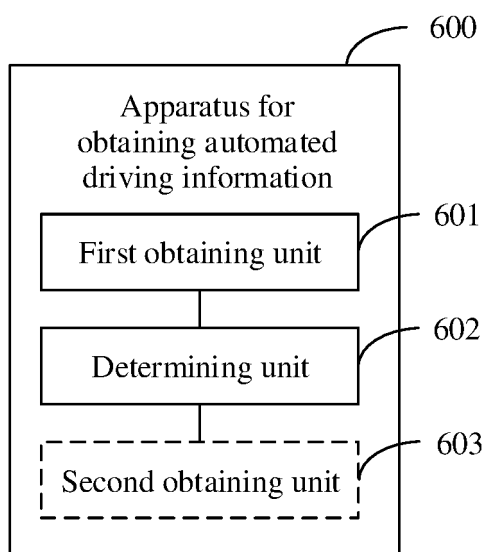 600
Apparatus for
obtaining automated
driving information
601
First obtaining unit
602
Determining unit
603
Second obtaining unit